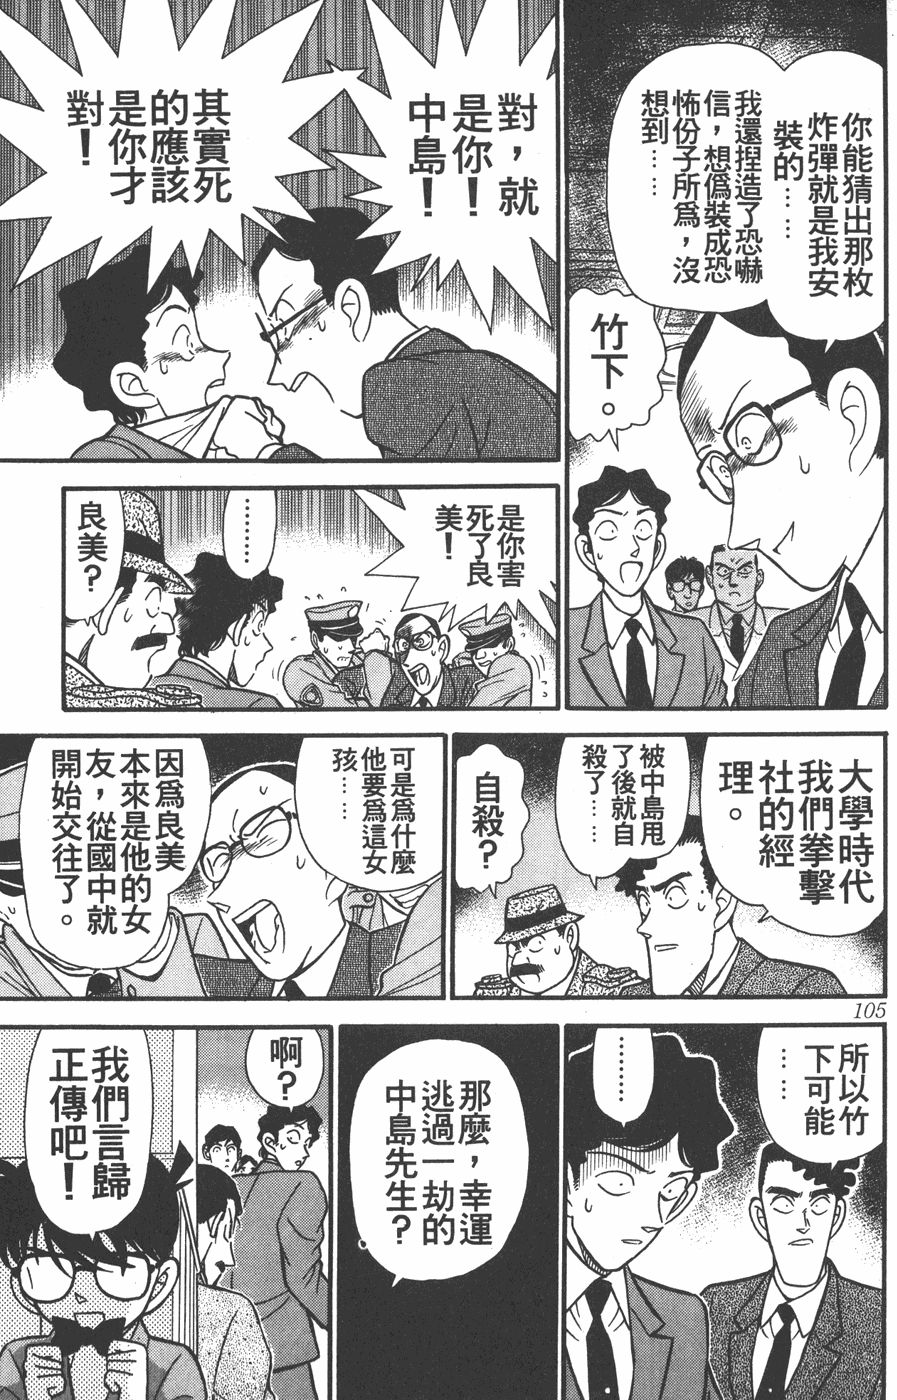 你能猜出那枚
炸彈就是我安
裝的……
我還捏造了恐嚇
信，想偽裝成恐
怖份子所爲，沒
想到……
竹下。
對，就
是你！
中島！
其實死
的應該
是你才
對！
是你害
死了良
美！
……
良美？
大學時代
我們拳擊
社的經
理。
被中島甩
了後就自
殺了……
自殺？
可是爲什麼
他要爲這女
孩……
因爲良美
本來是他的女
友，從國中就
開始交往了。
105
所以竹
下可能
……
……
那麼，幸運
逃過一劫的
中島先生？
啊？
我們言歸
正傳吧！